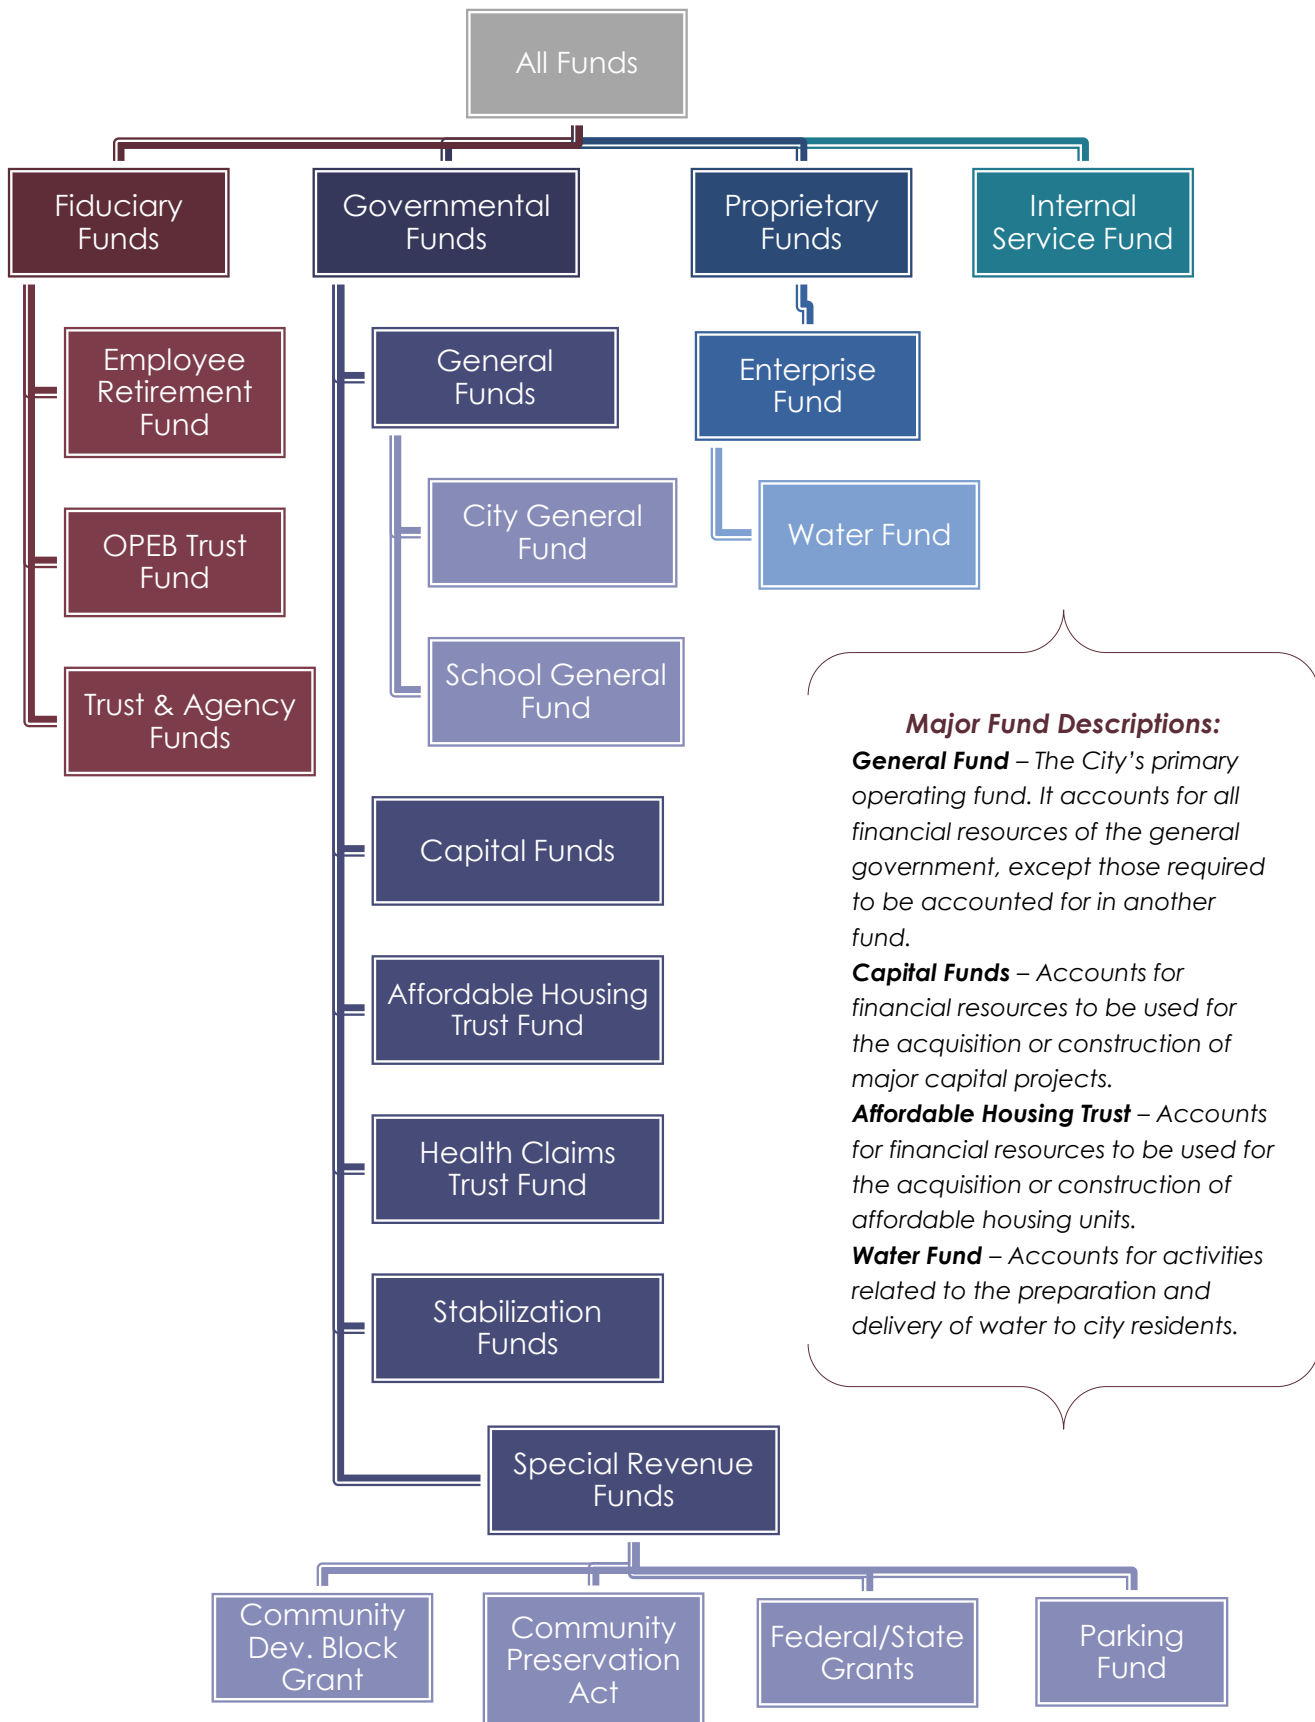 All Funds
Fiduciary
Funds
Governmental
Funds
Proprietary
Funds
Internal
Service Fund
Employee
Retirement
Fund
OPEB Trust
Fund
Trust & Agency
Funds
General
Funds
City General
Fund
School General
Fund
Capital Funds
Affordable Housing
Trust Fund
Health Claims
Trust Fund
Stabilization
Funds
Special Revenue
Funds
Community
Dev. Block
Grant
Community
Preservation
Act
Federal/State
Grants
Parking
Fund
Enterprise
Fund
Water Fund
Major Fund Descriptions:
General Fund – The City’s primary
operating fund. It accounts for all
financial resources of the general
government, except those required
to be accounted for in another
fund.
Capital Funds – Accounts for
financial resources to be used for
the acquisition or construction of
major capital projects.
Affordable Housing Trust – Accounts
for financial resources to be used for
the acquisition or construction of
affordable housing units.
Water Fund – Accounts for activities
related to the preparation and
delivery of water to city residents.